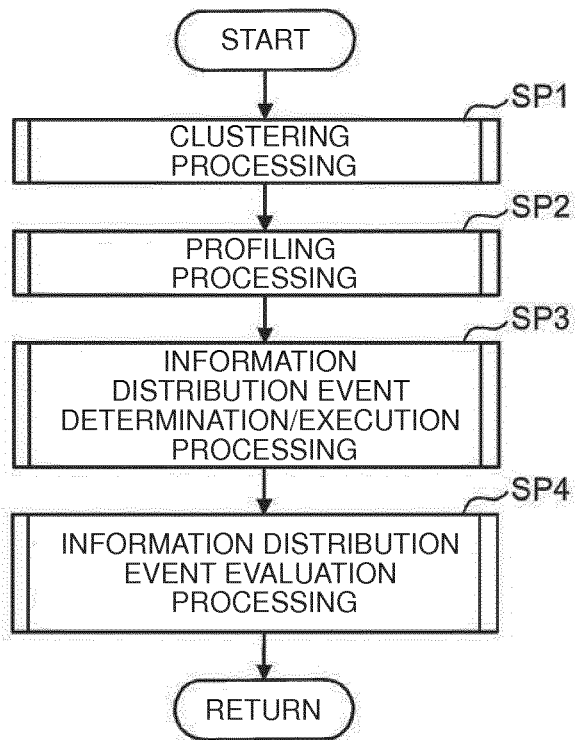 START
SP1
CLUSTERING
PROCESSING
SP2
PROFILING
PROCESSING
SP3
INFORMATION
DISTRIBUTION EVENT
DETERMINATION/EXECUTION
PROCESSING
SP4
INFORMATION DISTRIBUTION
EVENT EVALUATION
PROCESSING
RETURN